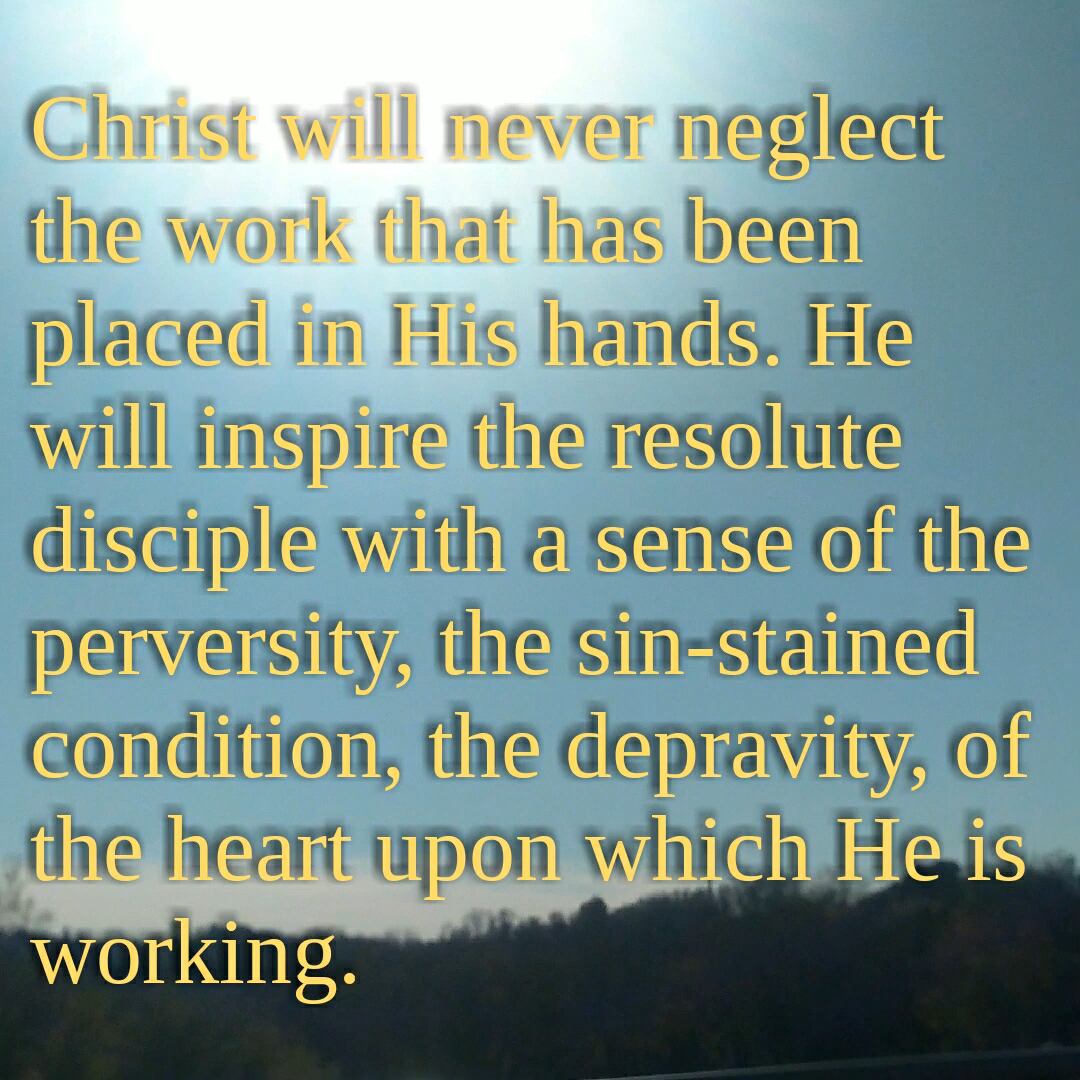 Christ will never neglect
the work that has been
placed in His hands. He
will inspire the resolute
disciple with a sense of the
perversity, the sin-stained
condition, the depravity, of
the heart upon which He is
working.